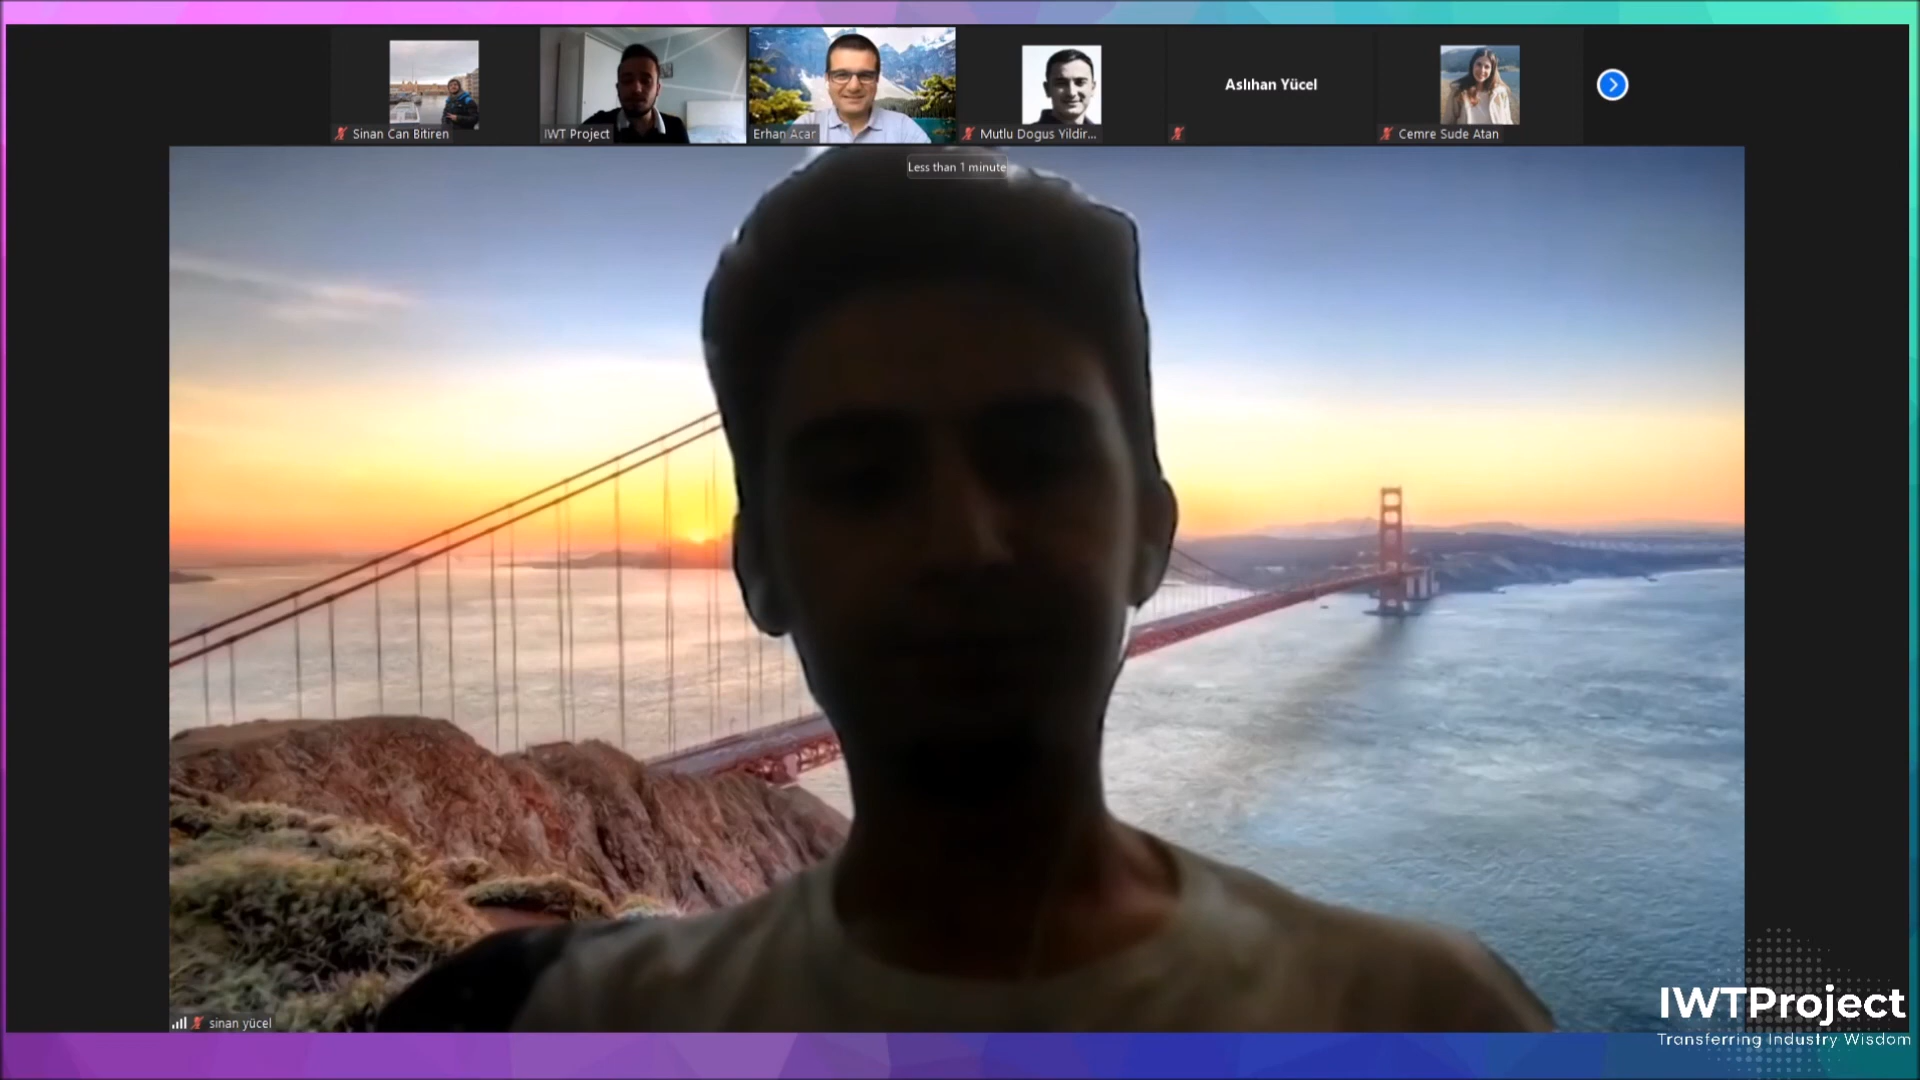 Sinan Can Bitiren
IWT Project
Erhan Acar
Mutlu Dogus Yildir...
Aslıhan Yücel
Cemre Sude Atan
Less than 1 minute
sinan yücel
IWTProject
Transferring Industry Wisdom